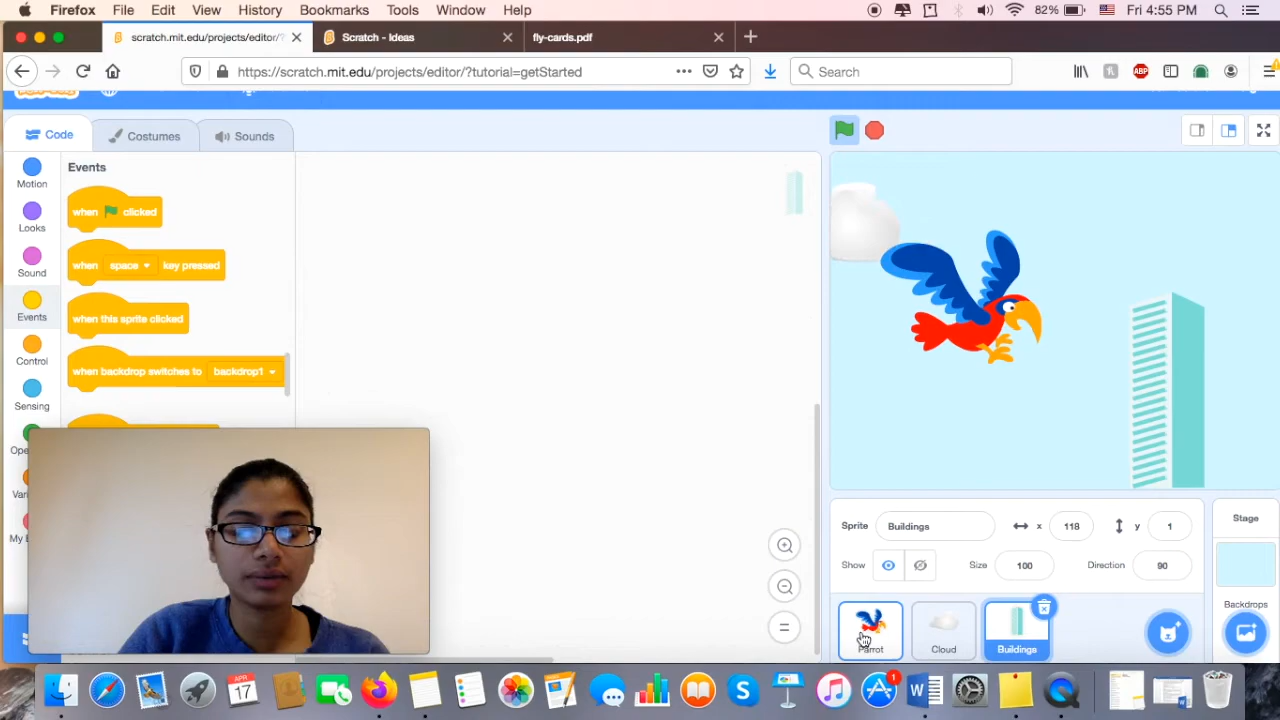 Firefox File Edit View History Bookmarks Tools Window Help 82% Fri 4:55 PM
scratch.mit.edu/projects/editor/? Scratch - Ideas fly-cards.pdf
https://scratch.mit.edu/projects/editor/?tutorial=getStarted Search ABP
Code Costumes Sounds
Motion
Looks
Sound
Events
Control
Sensing
Events
when clicked
when space key pressed
when this sprite clicked
when backdrop switches to backdrop1
Sprite Buildings x 118 y 1
Show Size 100 Direction 90
Parrot Cloud Buildings
Stage
Backdrops
APR
17
1